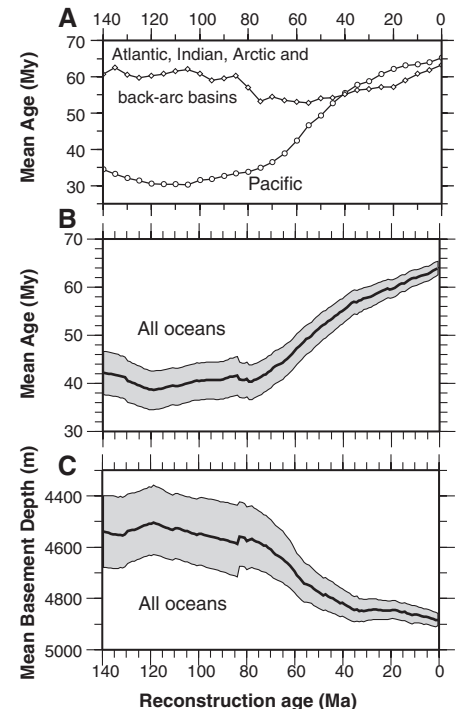 A
140 120 100 80 60 40 20 0
70
60
50
40
30
Mean Age (My)
Atlantic, Indian, Arctic and
back-arc basins
Pacific
B
70
60
50
40
30
Mean Age (My)
All oceans
C
4400
4600
4800
5000
Mean Basement Depth (m)
All oceans
140 120 100 80 60 40 20 0
Reconstruction age (Ma)